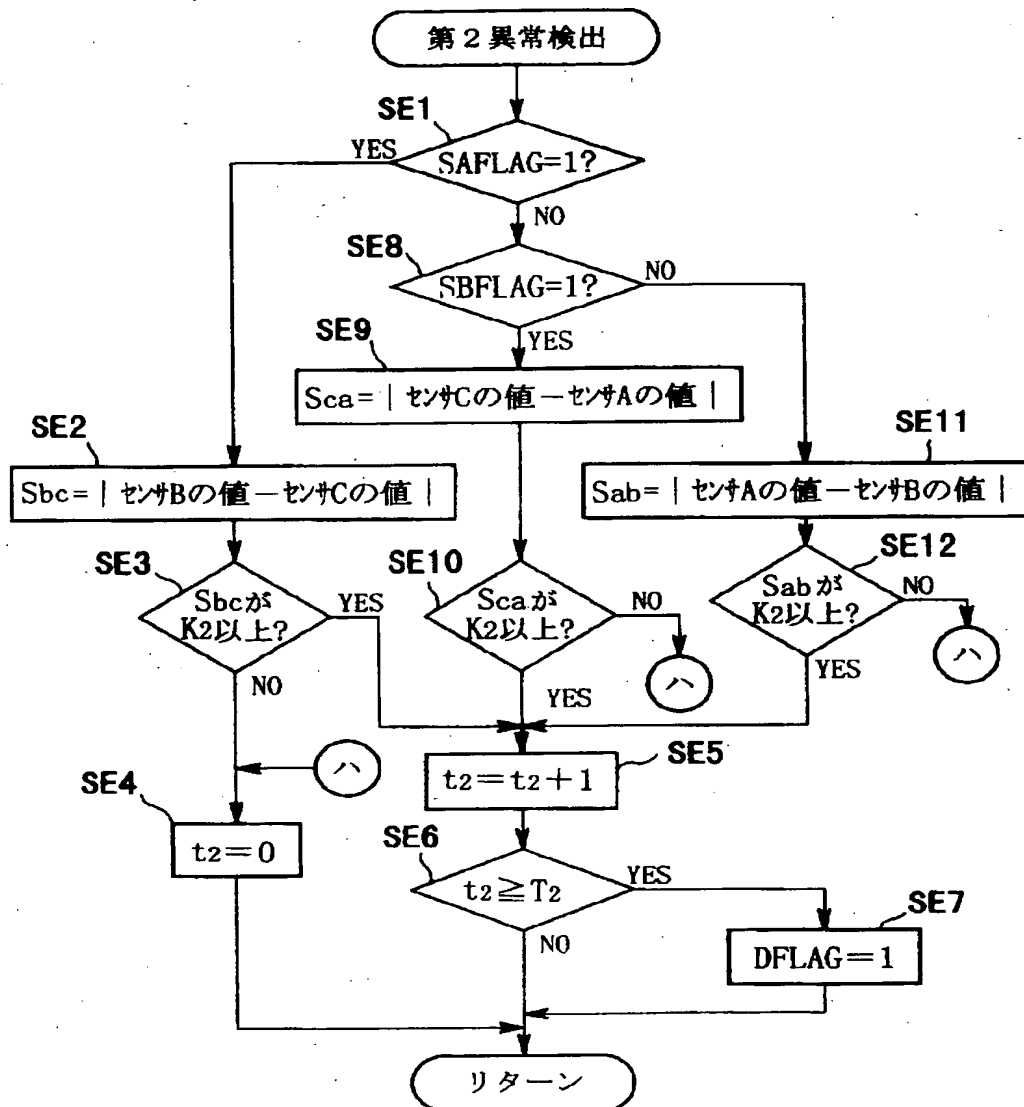 第2異常検出
SE1
YES
SAFLAG=1?
NO
SE8
SBFLAG=1?
NO
YES
SE9
Sca=|センサCの値−センサAの値|
SE2
Sbc=|センサBの値−センサCの値|
SE11
Sab=|センサAの値−センサBの値|
SE3
Sbcが
K2以上?
YES
NO
SE10
Scaが
K2以上?
NO
YES
ハ
SE12
Sabが
K2以上?
NO
YES
ハ
ハ
SE4
t2=0
SE5
t2=t2+1
SE6
t2≧T2
YES
NO
SE7
DFLAG=1
リターン